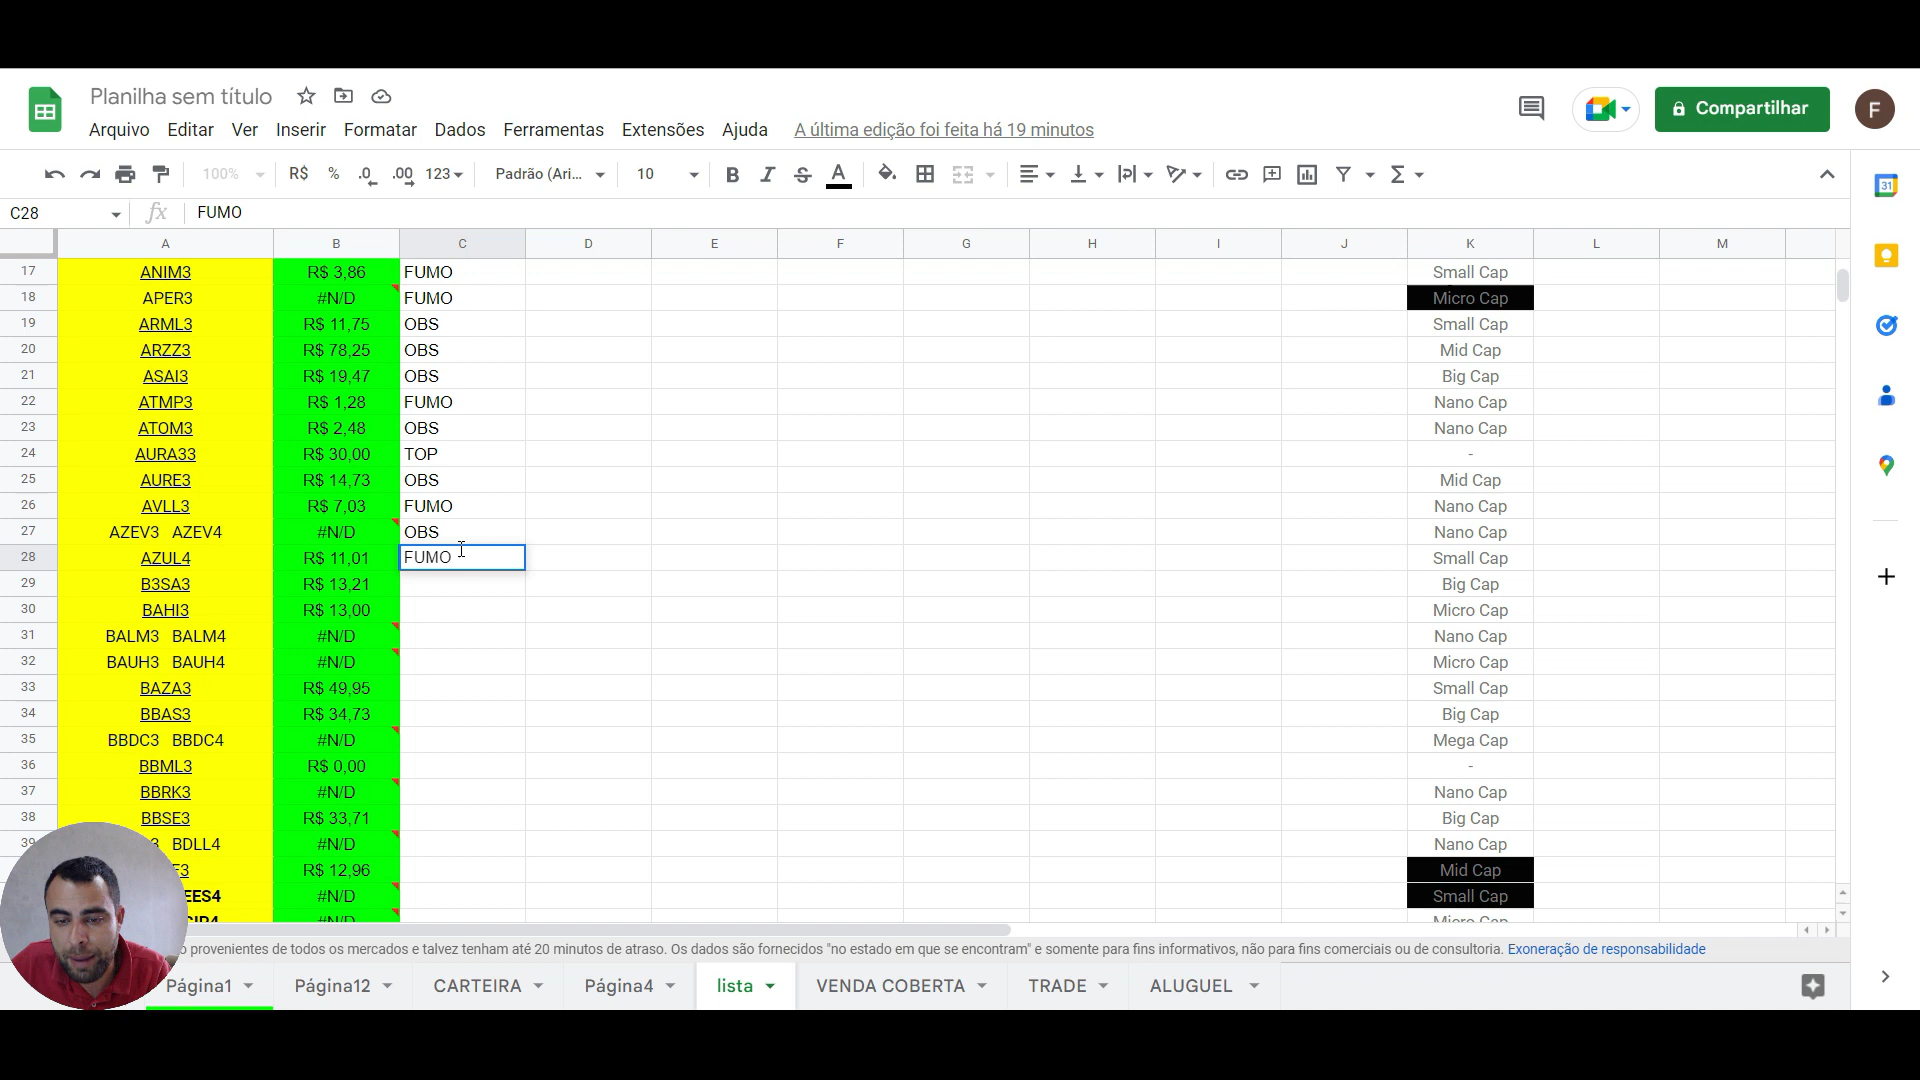 Planilha sem título
Arquivo Editar Ver Inserir Formatar Dados Ferramentas Extensões Ajuda A última edição foi feita há 19 minutos
Compartilhar
F
100% R$ % .0 .00 123 Padrão (Ari... 10 B I S A
31
C28 fx FUMO
A B C D E F G H I J K L M
17 ANIM3 R$ 3,86 FUMO Small Cap
18 APER3 #N/D FUMO Micro Cap
19 ARML3 R$ 11,75 OBS Small Cap
20 ARZZ3 R$ 78,25 OBS Mid Cap
21 ASAI3 R$ 19,47 OBS Big Cap
22 ATMP3 R$ 1,28 FUMO Nano Cap
23 ATOM3 R$ 2,48 OBS Nano Cap
24 AURA33 R$ 30,00 TOP -
25 AURE3 R$ 14,73 OBS Mid Cap
26 AVLL3 R$ 7,03 FUMO Nano Cap
27 AZEV3 AZEV4 #N/D OBS Nano Cap
28 AZUL4 R$ 11,01 FUMO Small Cap
29 B3SA3 R$ 13,21 Big Cap
30 BAHI3 R$ 13,00 Micro Cap
31 BALM3 BALM4 #N/D Nano Cap
32 BAUH3 BAUH4 #N/D Micro Cap
33 BAZA3 R$ 49,95 Small Cap
34 BBAS3 R$ 34,73 Big Cap
35 BBDC3 BBDC4 #N/D Mega Cap
36 BBML3 R$ 0,00 -
37 BBRK3 #N/D Nano Cap
38 BBSE3 R$ 33,71 Big Cap
39 3 BDLL4 #N/D Nano Cap
F3 R$ 12,96 Mid Cap
EES4 #N/D Small Cap
#N/D Micro Cap
o provenientes de todos os mercados e talvez tenham até 20 minutos de atraso. Os dados são fornecidos "no estado em que se encontram" e somente para fins informativos, não para fins comerciais ou de consultoria. Exoneração de responsabilidade
Página1 Página12 CARTEIRA Página4 lista VENDA COBERTA TRADE ALUGUEL